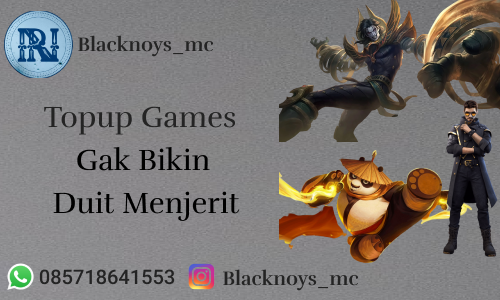 Blacknoys_mc
Topup Games
Gak Bikin
Duit Menjerit
085718641553
Blacknoys_mc